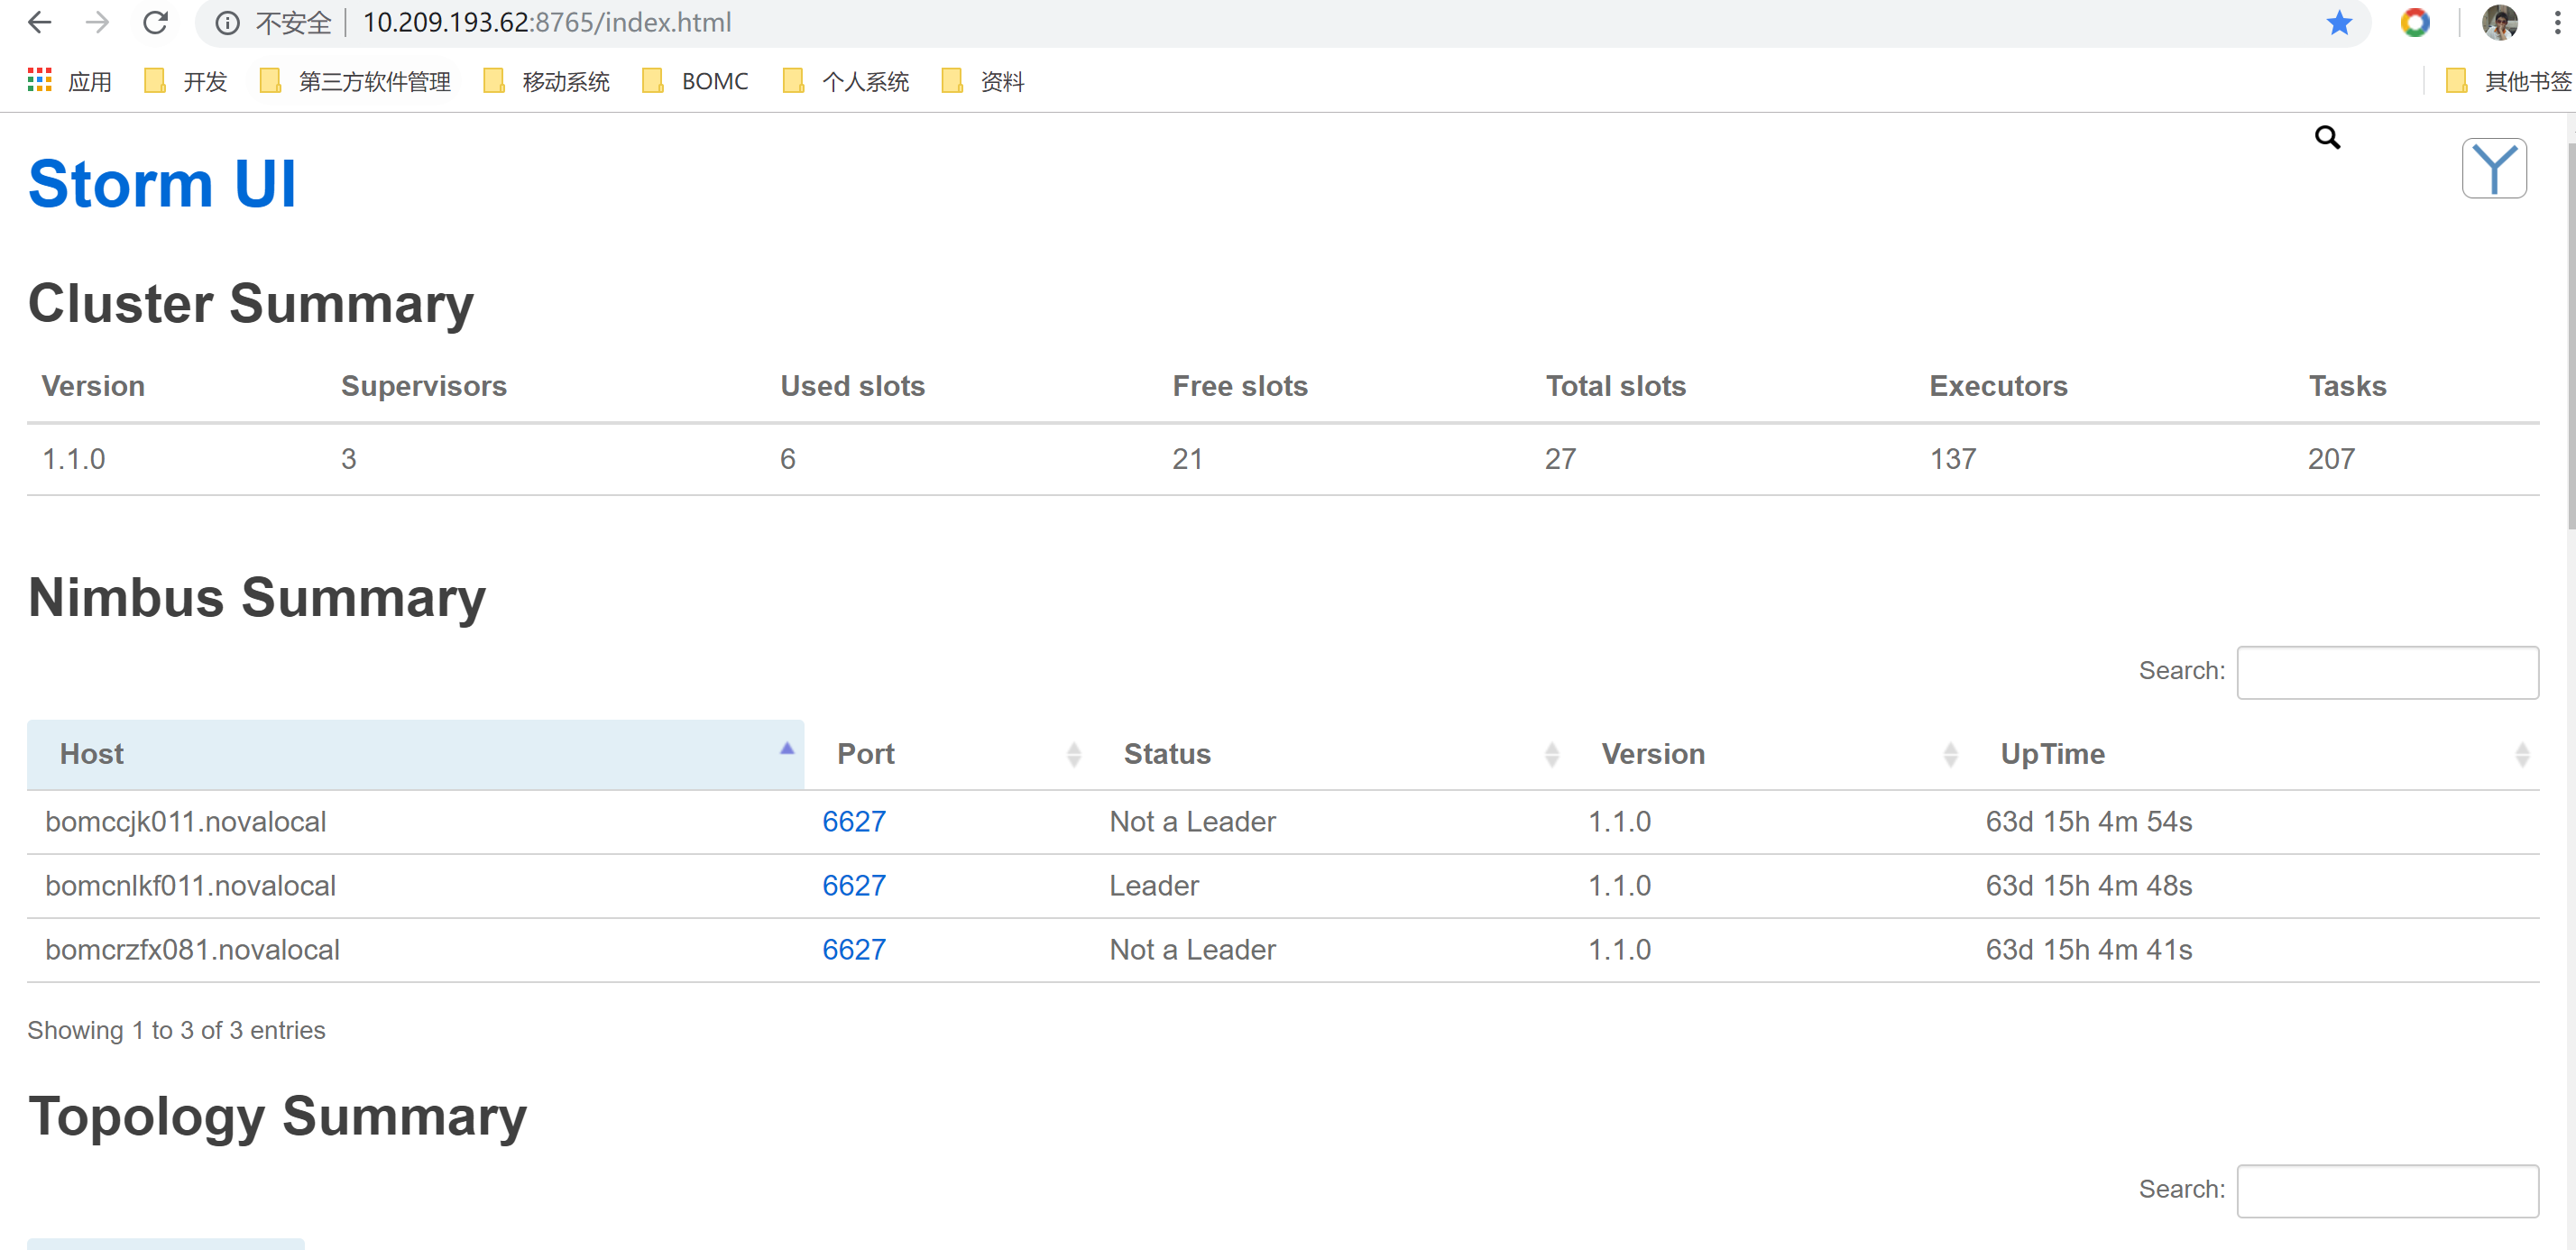 不安全 10.209.193.62:8765/index.html
应用 开发 第三方软件管理 移动系统 BOMC 个人系统 资料 其他书签
Storm UI
Cluster Summary
Version Supervisors Used slots Free slots Total slots Executors Tasks
1.1.0 3 6 21 27 137 207
Nimbus Summary
Search:
Host Port Status Version UpTime
bomccjk011.novalocal 6627 Not a Leader 1.1.0 63d 15h 4m 54s
bomcnlkf011.novalocal 6627 Leader 1.1.0 63d 15h 4m 48s
bomcrzfx081.novalocal 6627 Not a Leader 1.1.0 63d 15h 4m 41s
Showing 1 to 3 of 3 entries
Topology Summary
Search: